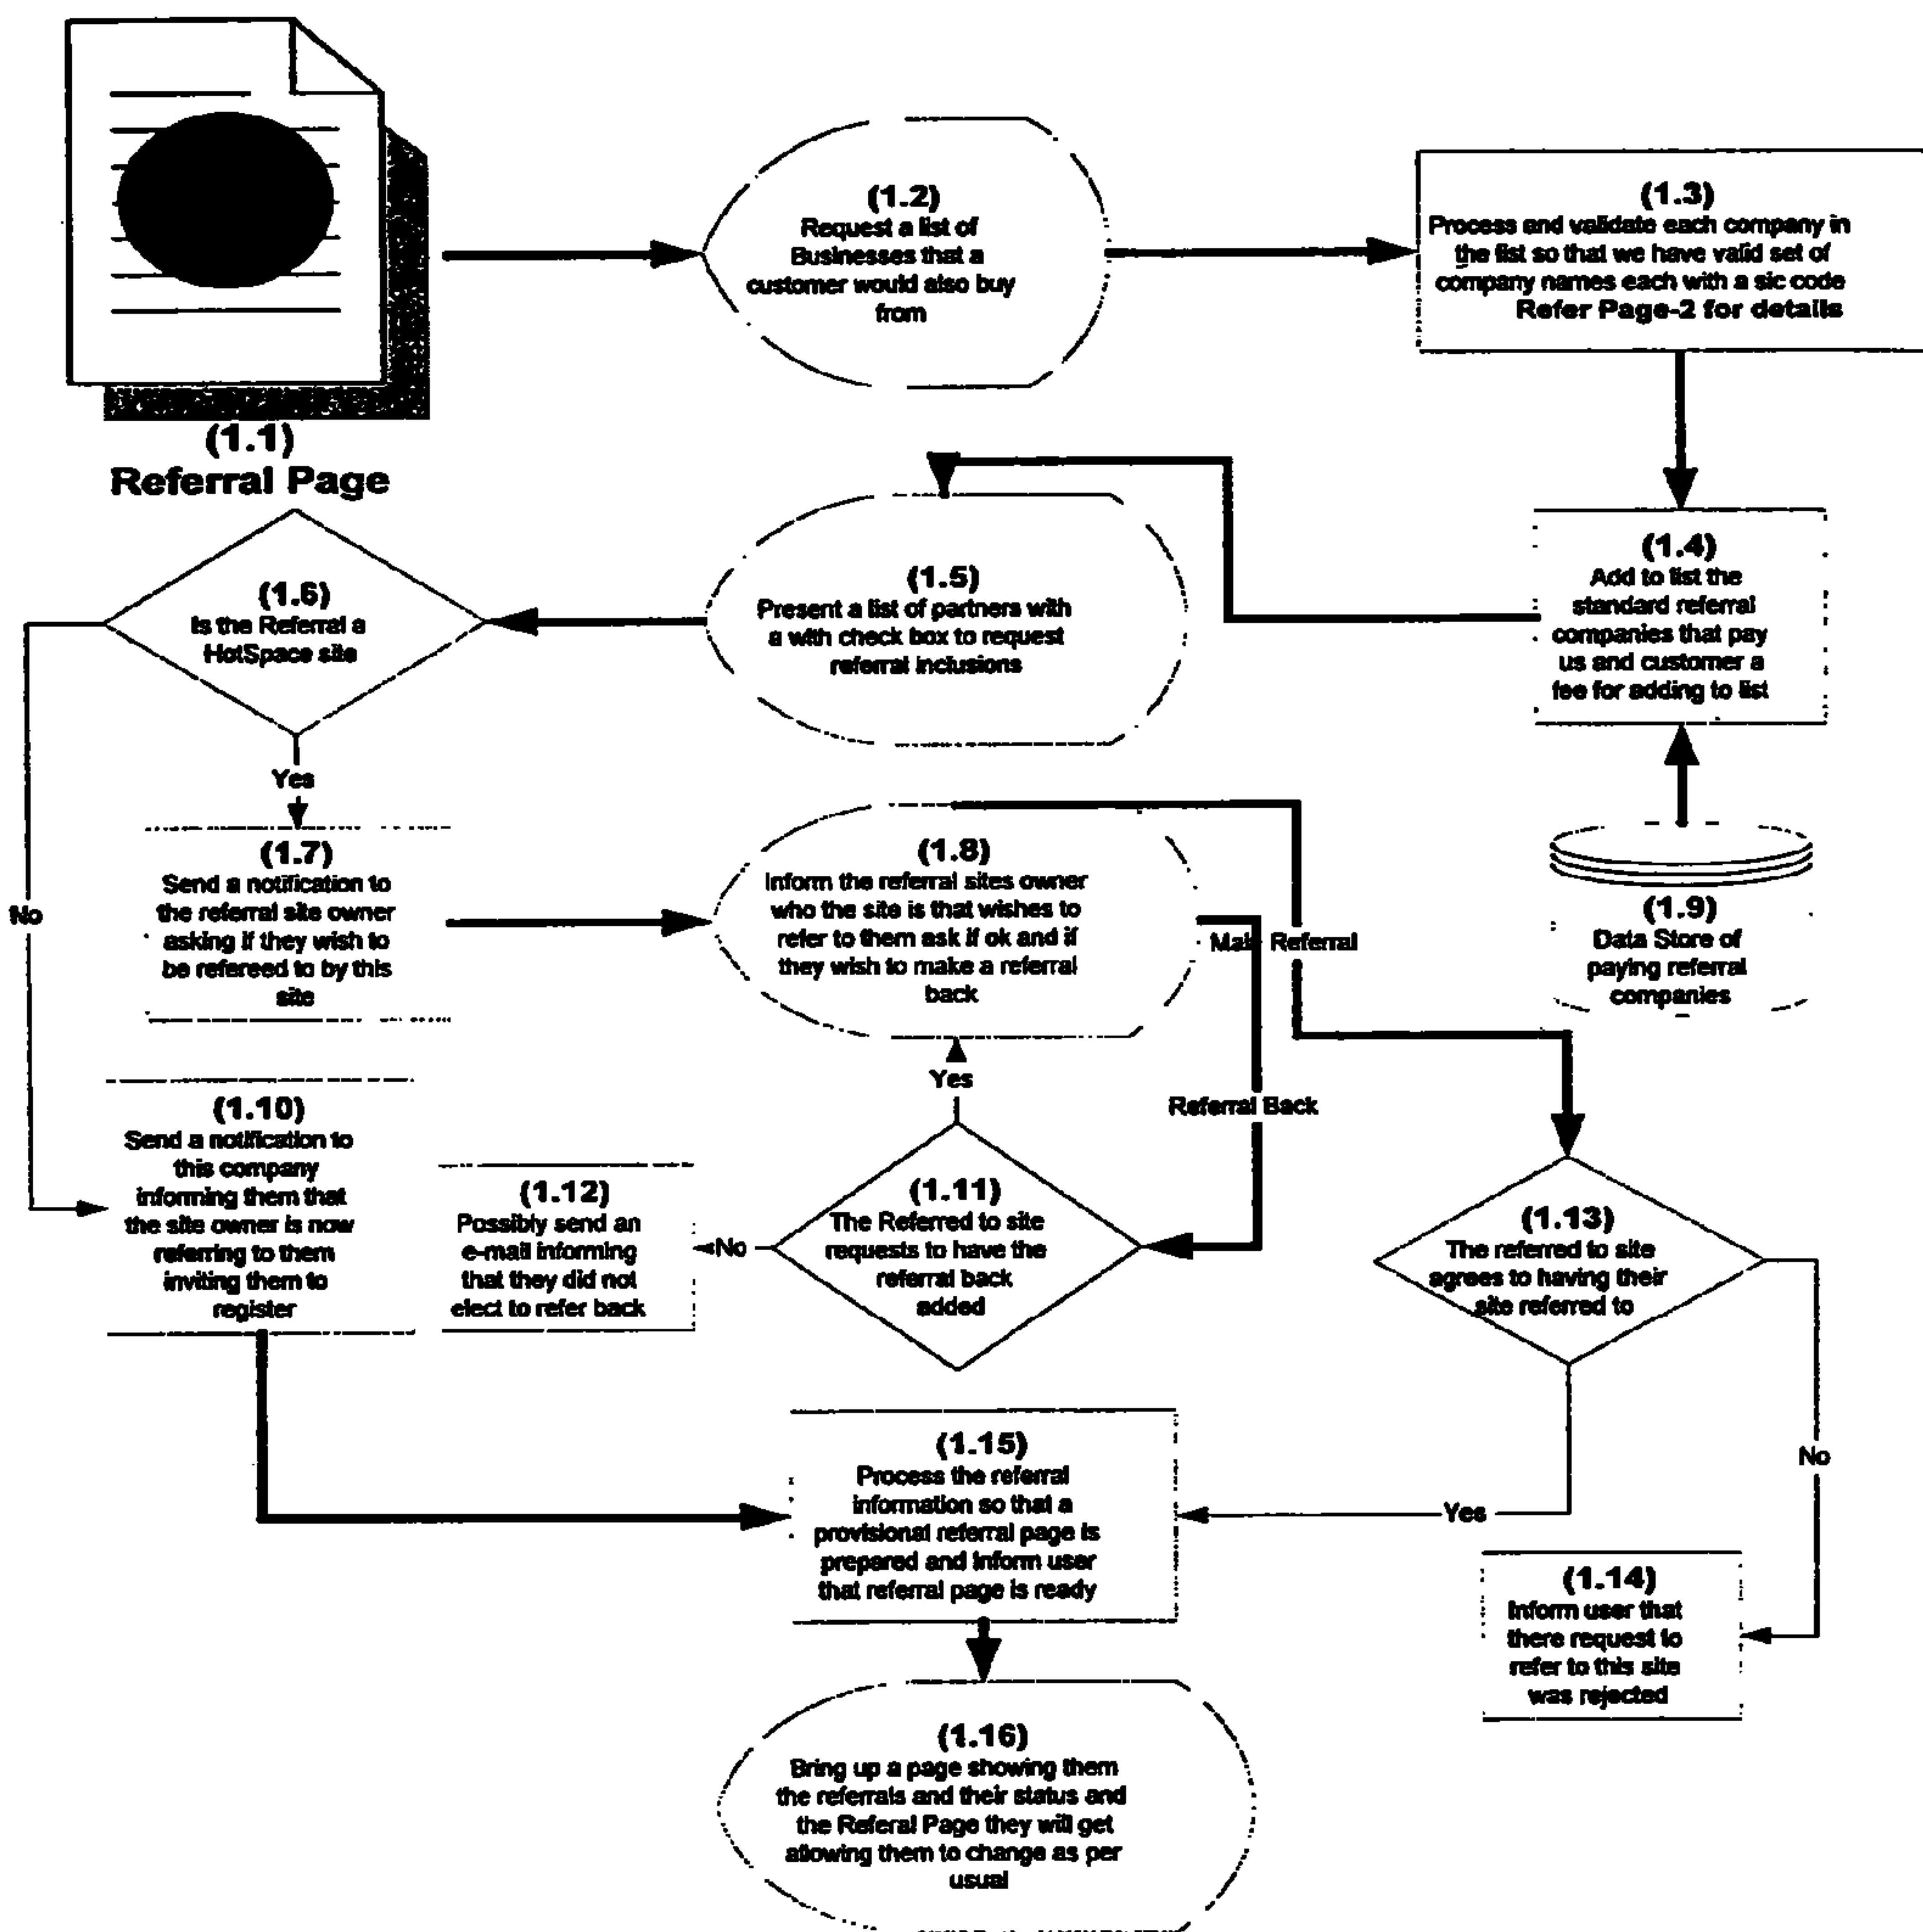 (1.1)
Referral Page
(1.2)
Request a list of
Businesses that a
customer would also buy
from
(1.3)
Process and validate each company in
the list so that we have valid set of
company names each with a sic code
Refer Page-2 for details
(1.4)
Add to list the
standard referral
companies that pay
us and customer a
fee for adding to list
(1.5)
Present a list of partners with
a with check box to request
referral inclusions
(1.6)
Is the Referral a
HotSpace site
Yes
No
(1.7)
Send a notification to
the referral site owner
asking if they wish to
be refereed to by this
site
(1.8)
Inform the referral sites owner
who the site is that wishes to
refer to them ask if ok and if
they wish to make a referral
back
Main Referral
(1.9)
Data Store of
paying referral
companies
Yes
Referral Back
(1.10)
Send a notification to
this company
informing them that
the site owner is now
referring to them
inviting them to
register
(1.12)
Possibly send an
e-mail informing
that they did not
elect to refer back
No
(1.11)
The Referred to site
requests to have the
referral back
added
(1.13)
The referred to site
agrees to having their
site referred to
(1.15)
Process the referral
information so that a
provisional referral page is
prepared and inform user
that referral page is ready
Yes
No
(1.14)
Inform user that
there request to
refer to this site
was rejected
(1.16)
Bring up a page showing them
the referrals and their status and
the Referal Page they will get
allowing them to change as per
usual